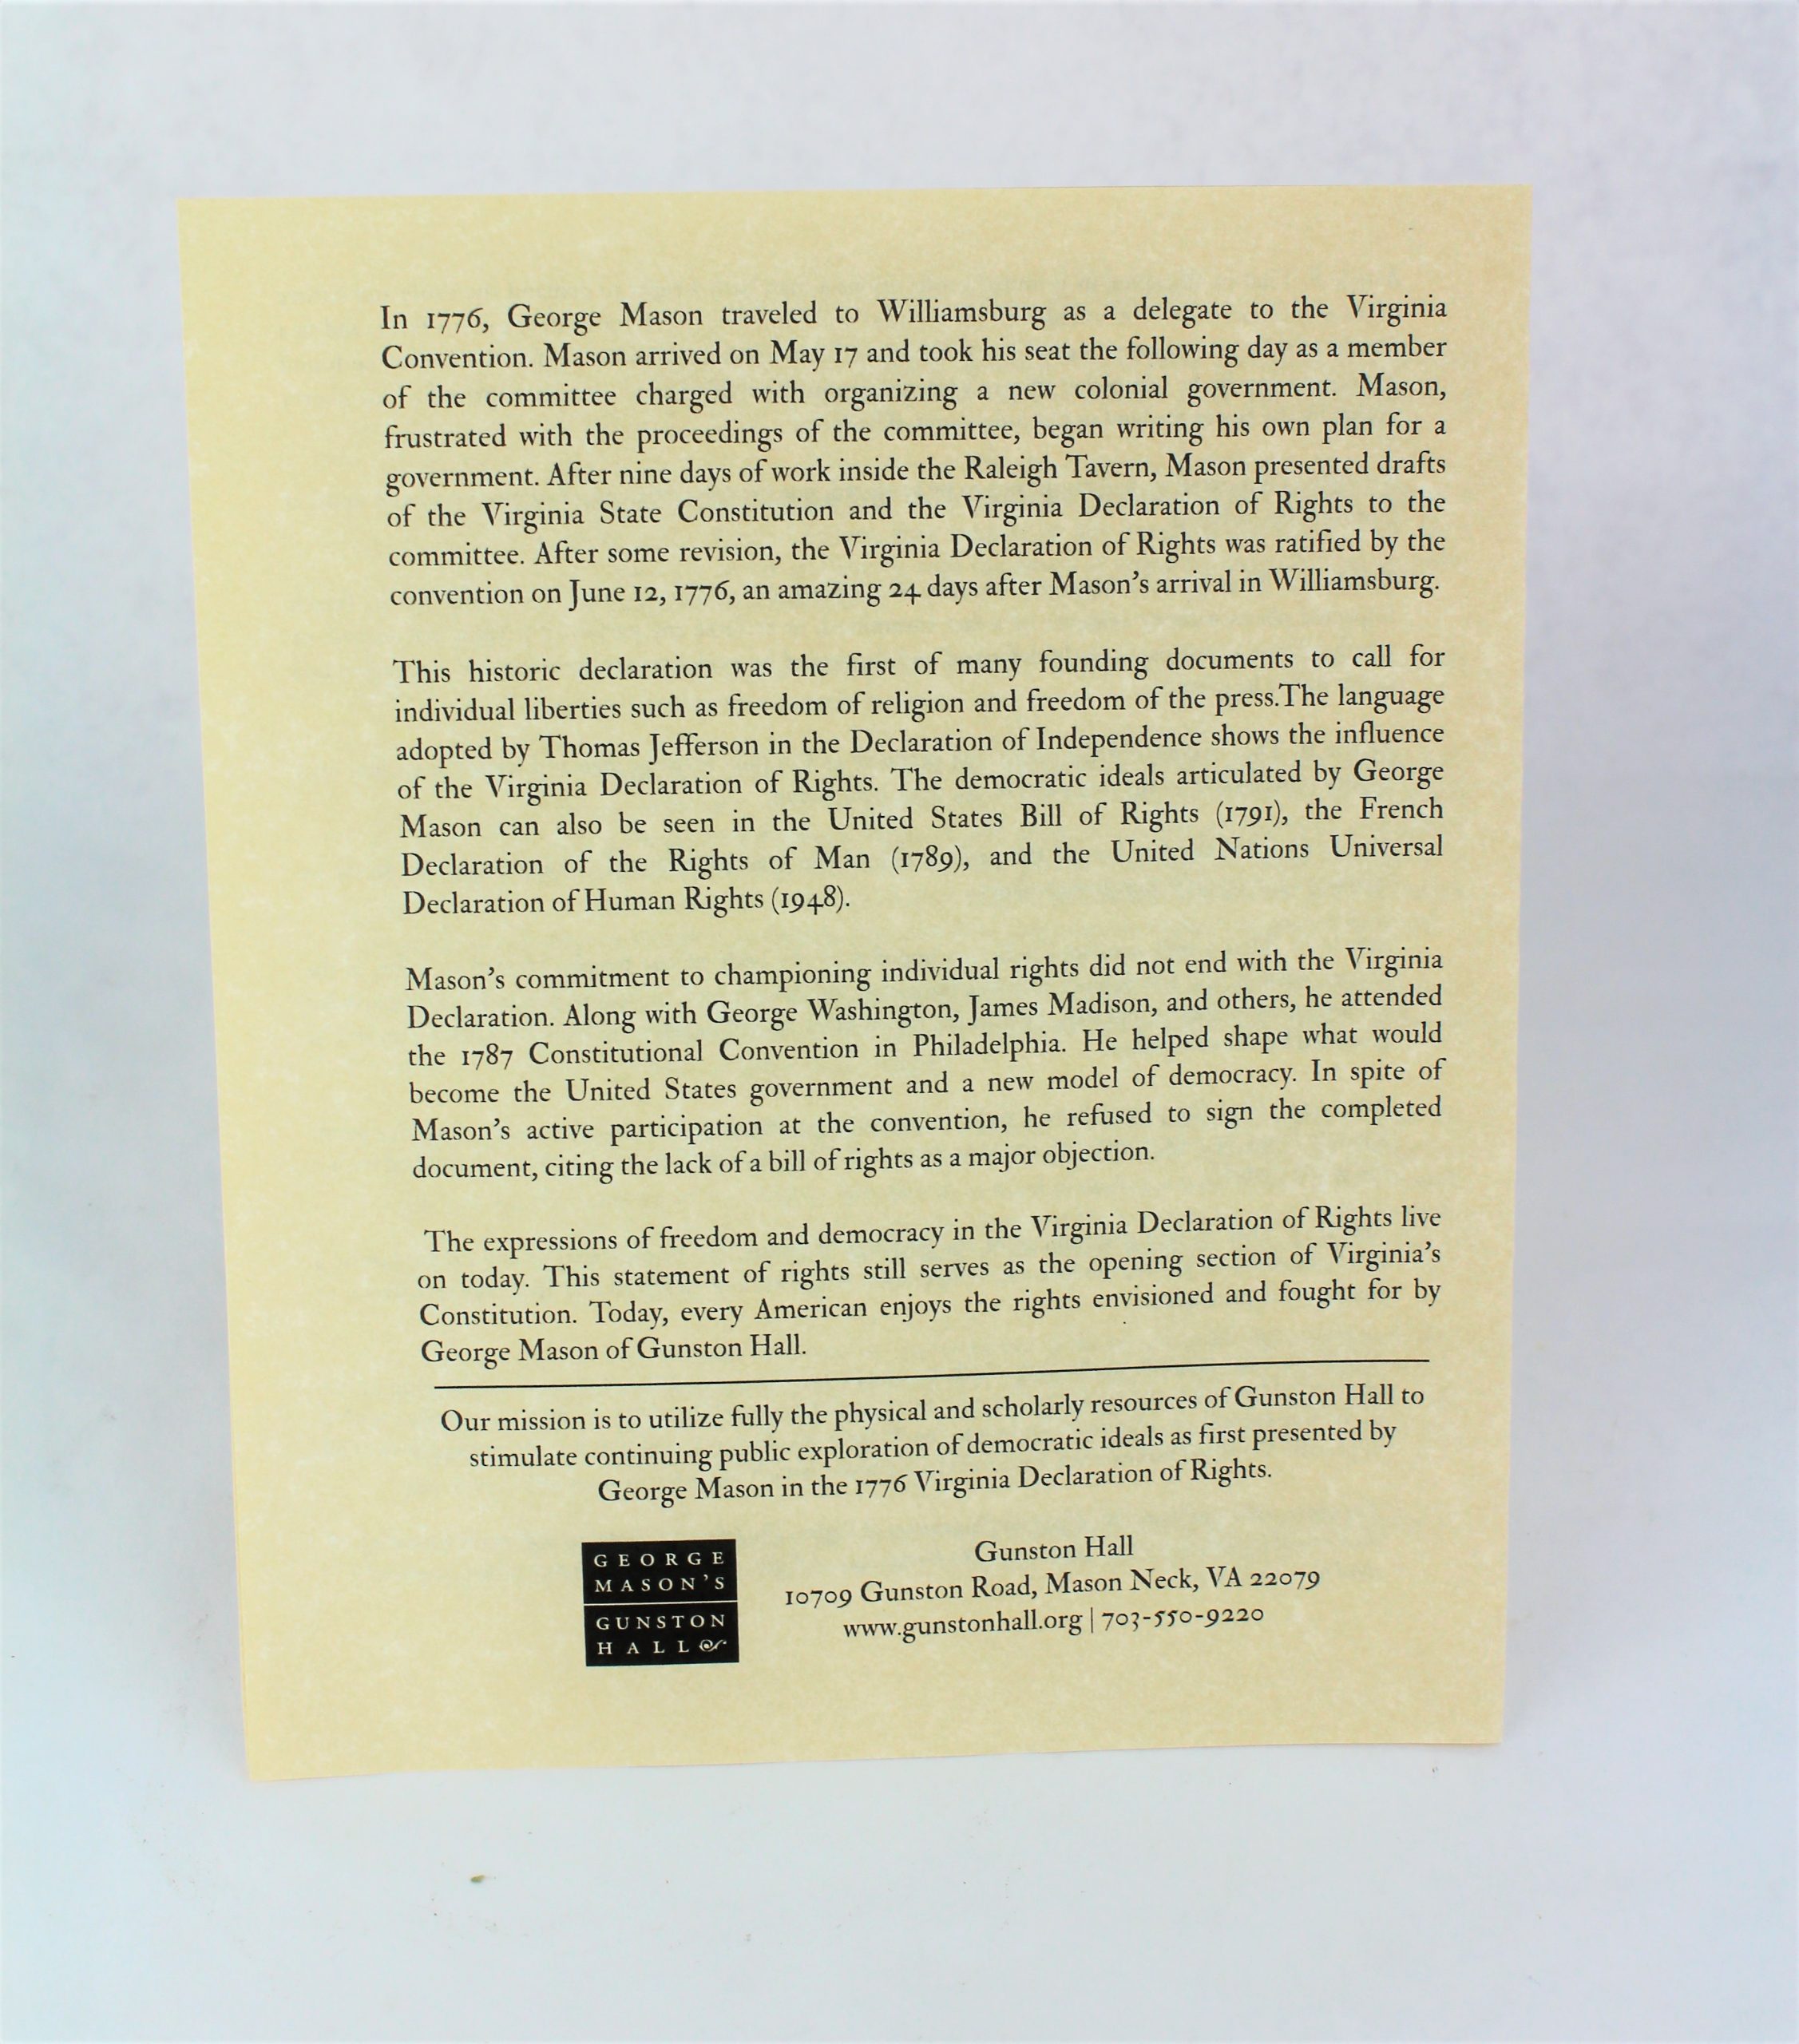 In 1776, George Mason traveled to Williamsburg as a delegate to the Virginia
Convention. Mason arrived on May 17 and took his seat the following day as a member
of the committee charged with organizing a new colonial government. Mason,
frustrated with the proceedings of the committee, began writing his own plan for a
government. After nine days of work inside the Raleigh Tavern, Mason presented drafts
of the Virginia State Constitution and the Virginia Declaration of Rights to the
committee. After some revision, the Virginia Declaration of Rights was ratified by the
convention on June 12, 1776, an amazing 24 days after Mason's arrival in Williamsburg.
This historic declaration was the first of many founding documents to call for
individual liberties such as freedom of religion and freedom of the press.The language
adopted by Thomas Jefferson in the Declaration of Independence shows the influence
of the Virginia Declaration of Rights. The democratic ideals articulated by George
Mason can also be seen in the United States Bill of Rights (1791), the French
Declaration of the Rights of Man (1789), and the United Nations Universal
Declaration of Human Rights (1948).
Mason's commitment to championing individual rights did not end with the Virginia
Declaration. Along with George Washington, James Madison, and others, he attended
the 1787 Constitutional Convention in Philadelphia. He helped shape what would
become the United States government and a new model of democracy. In spite of
Mason's active participation at the convention, he refused to sign the completed
document, citing the lack of a bill of rights as a major objection.
The expressions of freedom and democracy in the Virginia Declaration of Rights live
on today. This statement of rights still serves as the opening section of Virginia's
Constitution. Today, every American enjoys the rights envisioned and fought for by
George Mason of Gunston Hall.
Our mission is to utilize fully the physical and scholarly resources of Gunston Hall to
stimulate continuing public exploration of democratic ideals as first presented by
George Mason in the 1776 Virginia Declaration of Rights.
GEORGE
MASON'S
GUNSTON
HALL
Gunston Hall
10709 Gunston Road, Mason Neck, VA 22079
www.gunstonhall.org | 703-550-9220